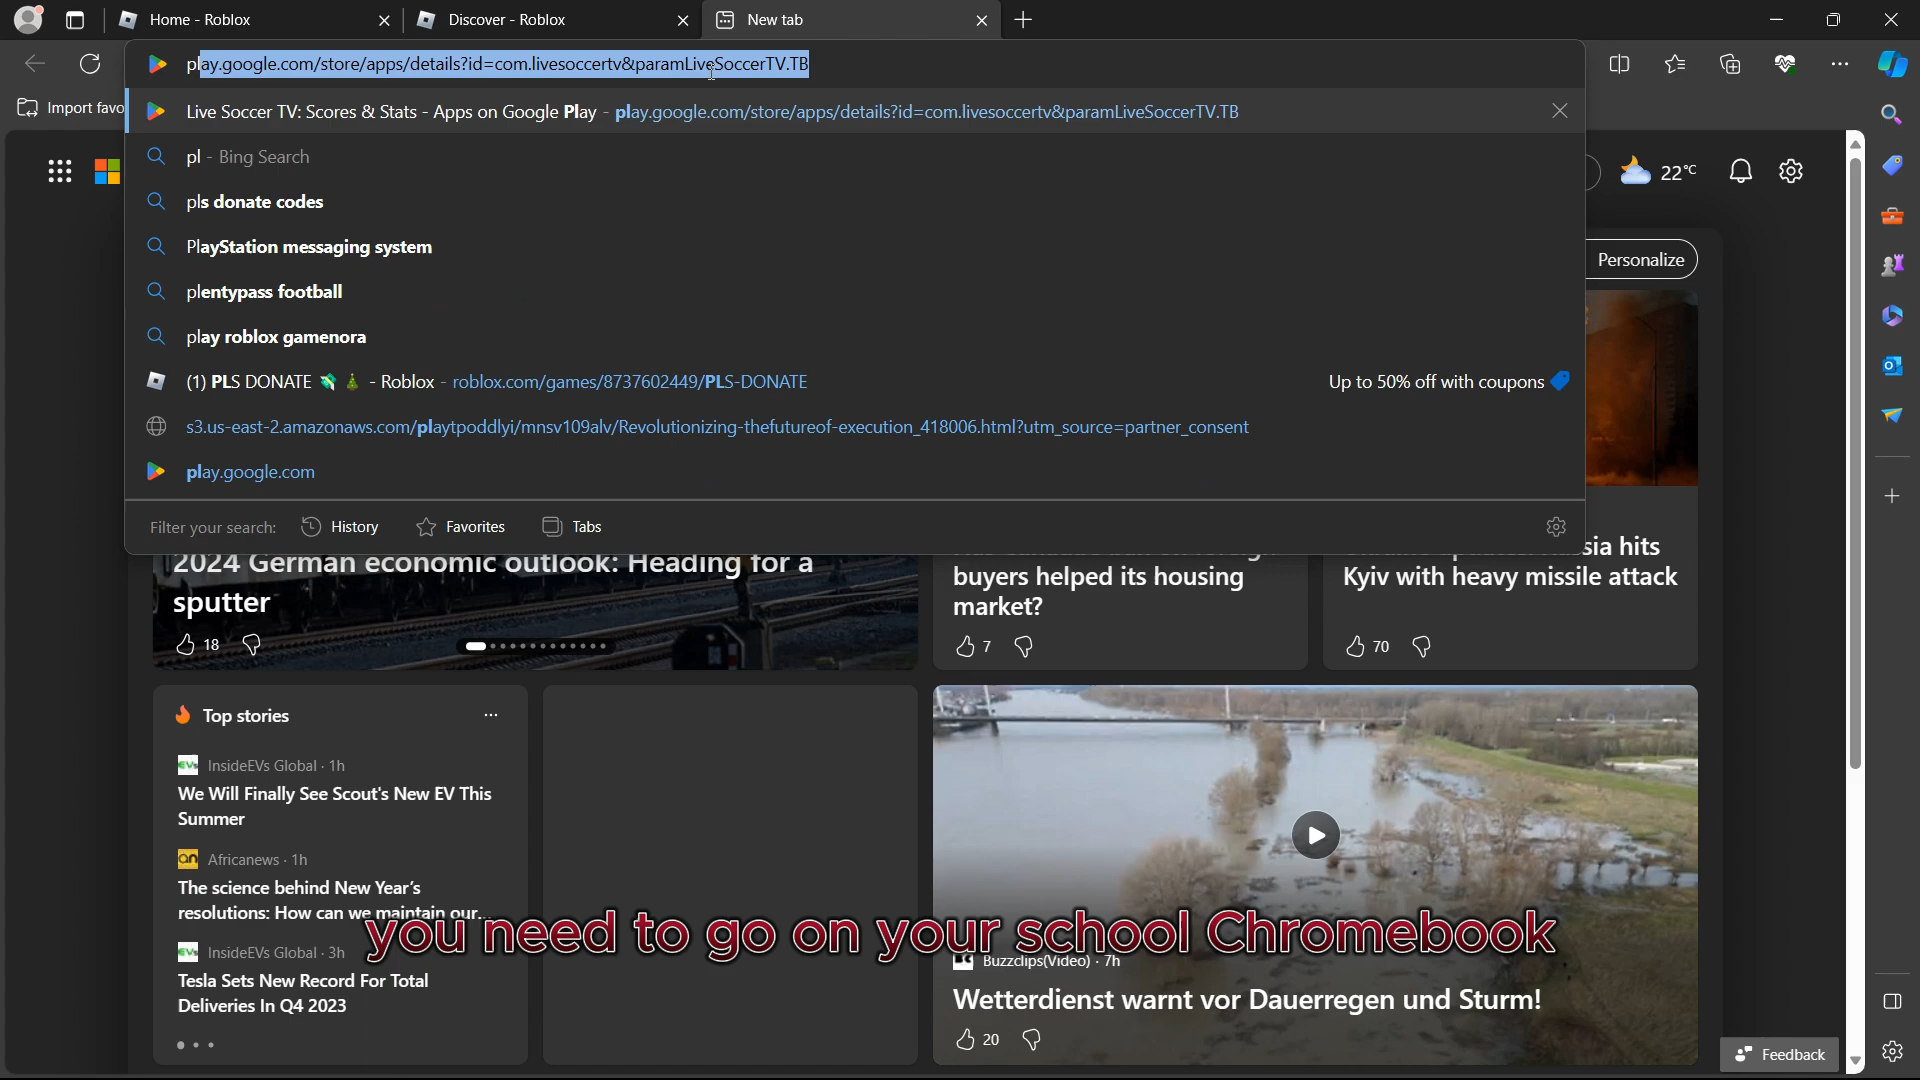 Home - Roblox
Discover - Roblox
New tab
play.google.com/store/apps/details?id=com.livesoccertv&paramLiveSoccerTV.TB
Import favo
Live Soccer TV: Scores & Stats - Apps on Google Play - play.google.com/store/apps/details?id=com.livesoccertv&paramLiveSoccerTV.TB
pl - Bing Search
22°C
pls donate codes
PlayStation messaging system
Personalize
plentypass football
play roblox gamenora
(1) PLS DONATE 💸 🎄 - Roblox - roblox.com/games/8737602449/PLS-DONATE
Up to 50% off with coupons
s3.us-east-2.amazonaws.com/playtpoddlyi/mnsv109alv/Revolutionizing-thefutureof-execution_418006.html?utm_source=partner_consent
play.google.com
Filter your search:
History
Favorites
Tabs
2024 German economic outlook: Heading for a
sputter
18
buyers helped its housing
market?
7
sia hits
Kyiv with heavy missile attack
70
Top stories
InsideEVs Global · 1h
We Will Finally See Scout's New EV This
Summer
Africanews · 1h
The science behind New Year's
resolutions: How can we maintain our...
you need to go on your school Chromebook
InsideEVs Global · 3h
Tesla Sets New Record For Total
Deliveries In Q4 2023
Buzzclips(Video) · 7h
Wetterdienst warnt vor Dauerregen und Sturm!
20
Feedback